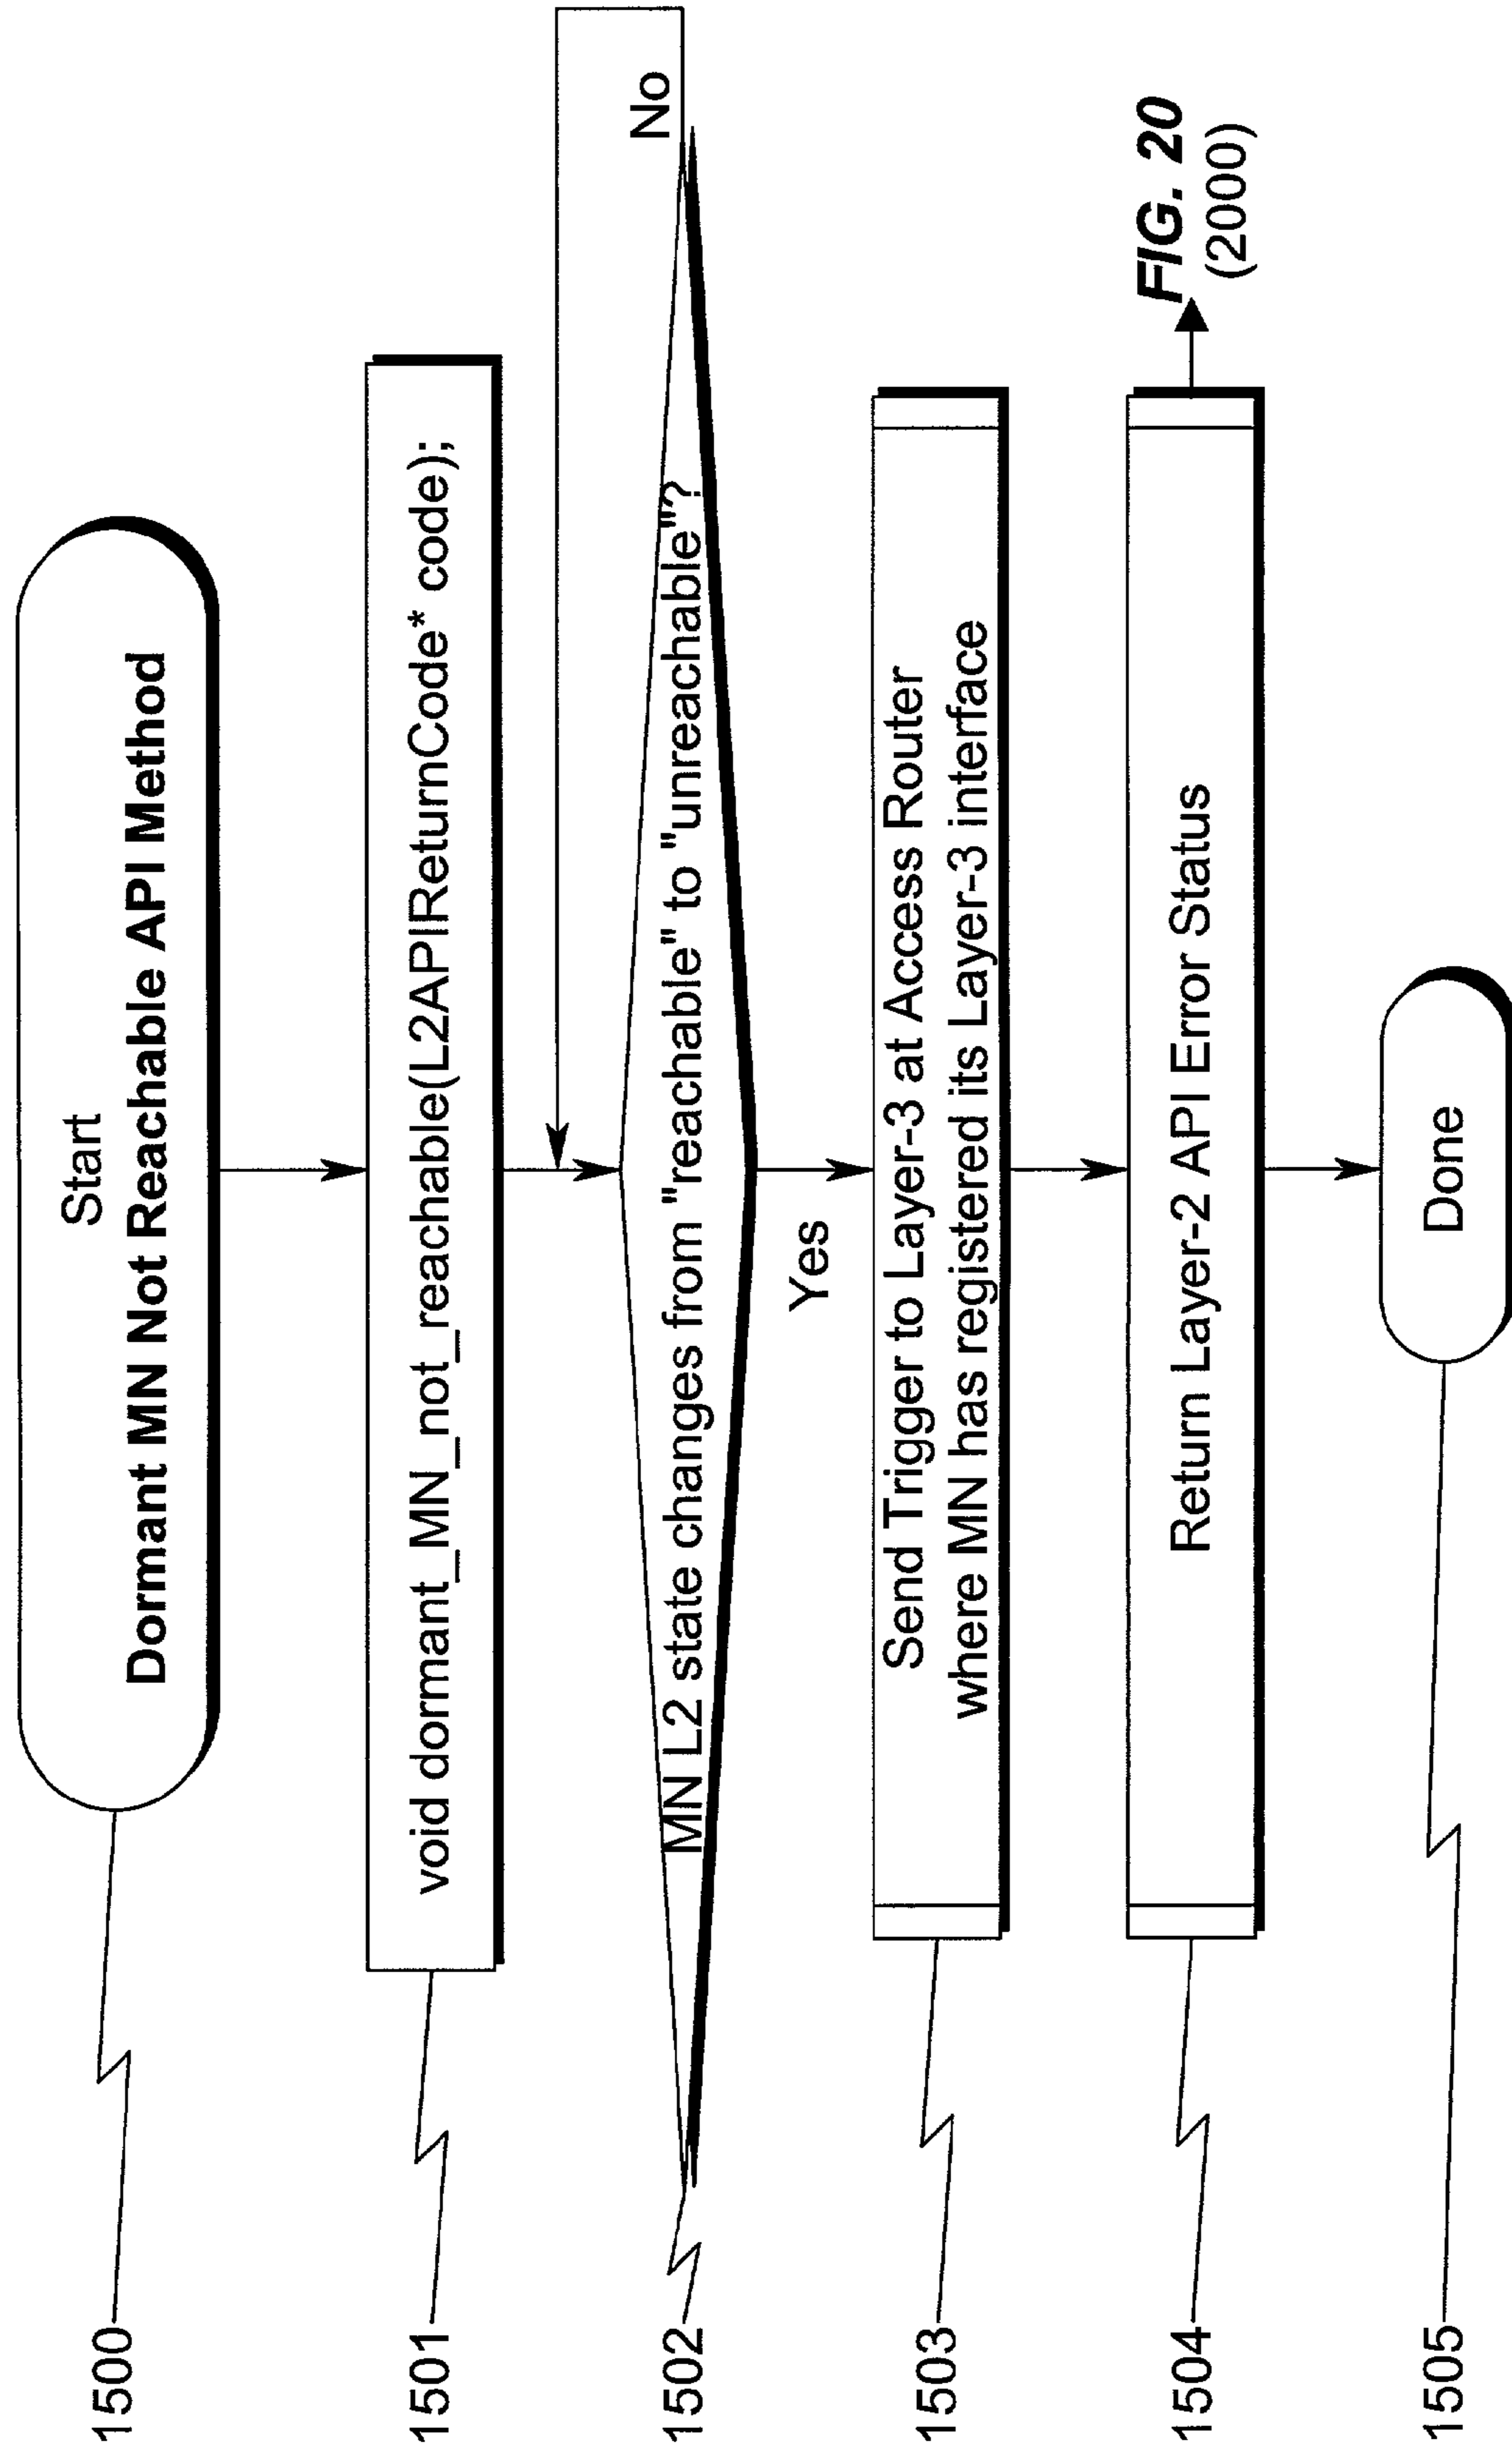 1500
Start
Dormant MN Not Reachable API Method
1501
void dormant_MN_not_reachable(L2APIReturnCode* code);
1502
MN L2 state changes from "reachable" to "unreachable"?
No
Yes
1503
Send Trigger to Layer-3 at Access Router
where MN has registered its Layer-3 interface
1504
Return Layer-2 API Error Status
FIG. 20
(2000)
1505
Done